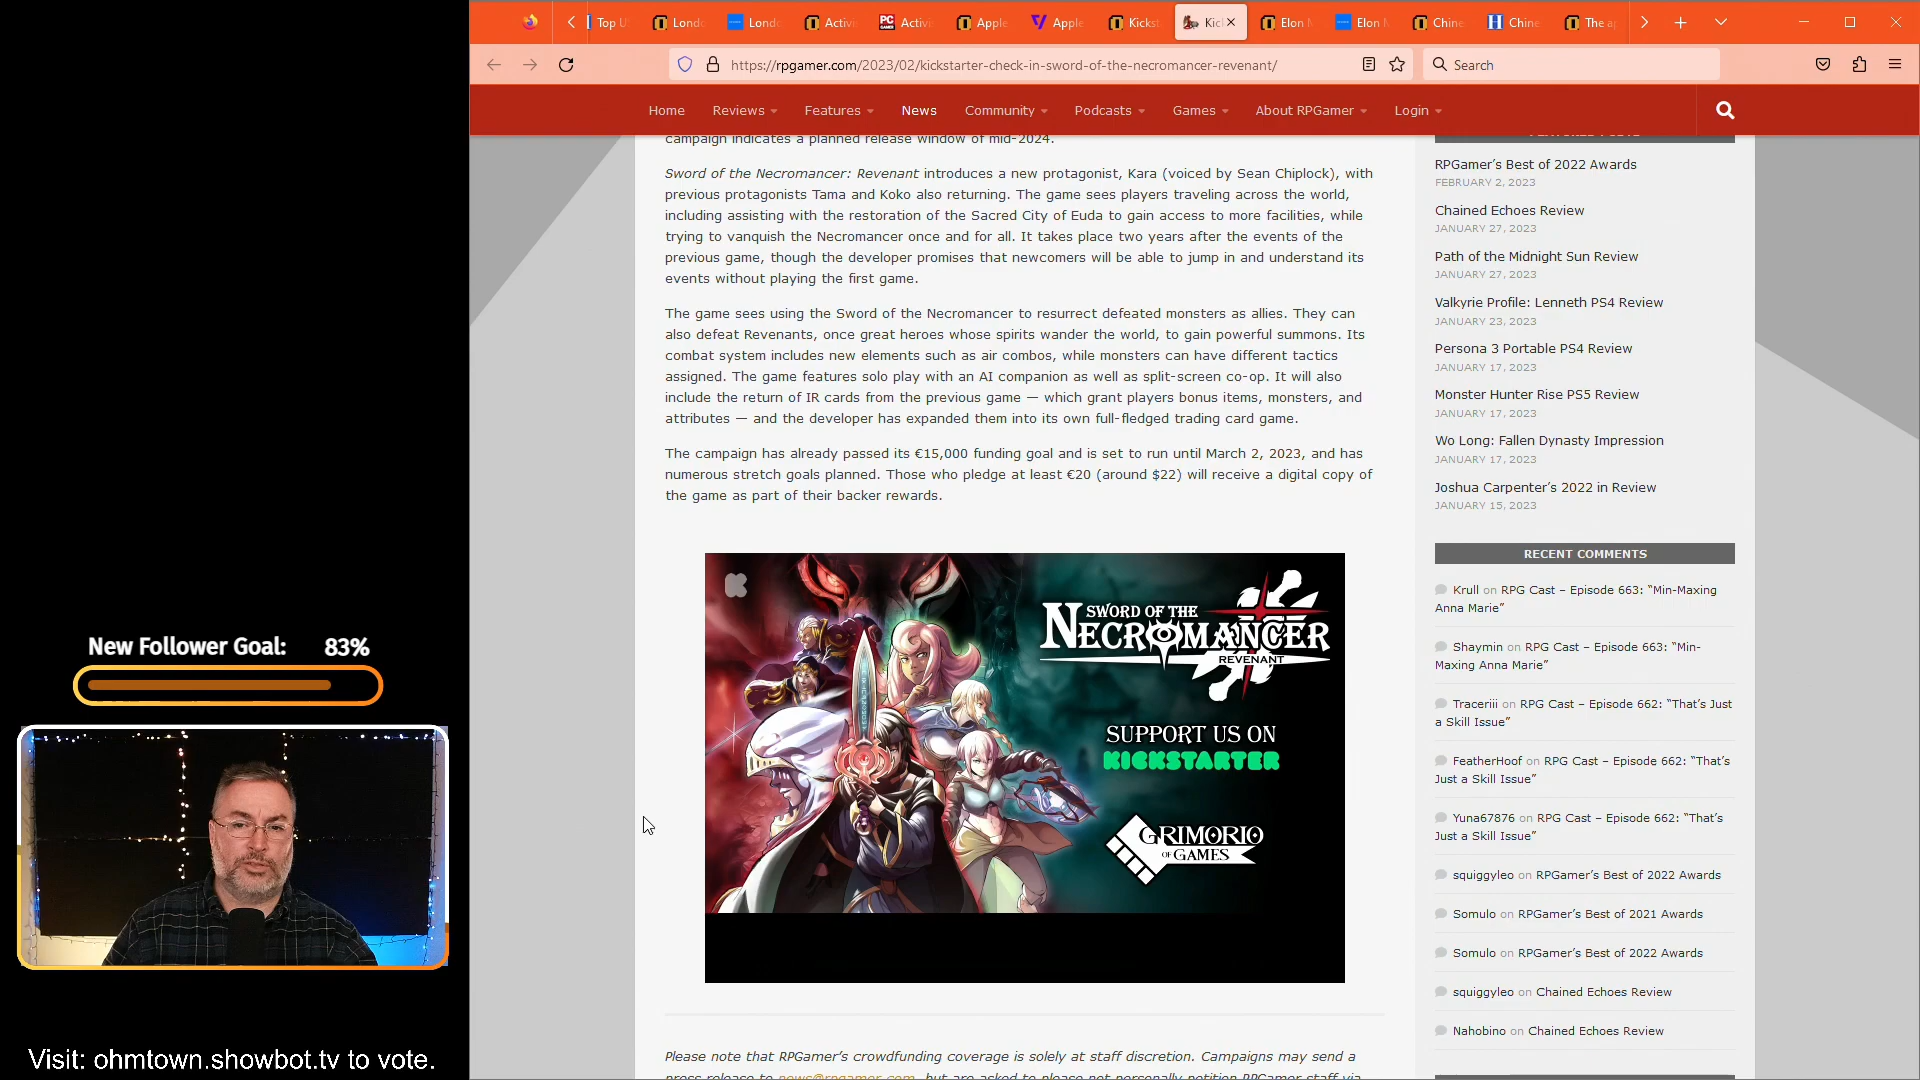 Top U
Londo
Londo
Activi
Activi
Apple
Apple
Kickst
Kic
Elon M
Elon M
Chine
Chine
The ap
https://rpgamer.com/2023/02/kickstarter-check-in-sword-of-the-necromancer-revenant/
Search
Home
Reviews
Features
News
Community
Podcasts
Games
About RPGamer
Login
campaign indicates a planned release window of mid-2024.
Sword of the Necromancer: Revenant introduces a new protagonist, Kara (voiced by Sean Chiplock), with
previous protagonists Tama and Koko also returning. The game sees players traveling across the world,
including assisting with the restoration of the Sacred City of Euda to gain access to more facilities, while
trying to vanquish the Necromancer once and for all. It takes place two years after the events of the
previous game, though the developer promises that newcomers will be able to jump in and understand its
events without playing the first game.
The game sees using the Sword of the Necromancer to resurrect defeated monsters as allies. They can
also defeat Revenants, once great heroes whose spirits wander the world, to gain powerful summons. Its
combat system includes new elements such as air combos, while monsters can have different tactics
assigned. The game features solo play with an AI companion as well as split-screen co-op. It will also
include the return of IR cards from the previous game — which grant players bonus items, monsters, and
attributes — and the developer has expanded them into its own full-fledged trading card game.
The campaign has already passed its €15,000 funding goal and is set to run until March 2, 2023, and has
numerous stretch goals planned. Those who pledge at least €20 (around $22) will receive a digital copy of
the game as part of their backer rewards.
K
SWORD OF THE
NECROMANCER
REVENANT
SUPPORT US ON
KICKSTARTER
GRIMORIO
OF GAMES
Please note that RPGamer's crowdfunding coverage is solely at staff discretion. Campaigns may send a
press release to news@rpgamer.com, but are asked to please not personally petition RPGamer staff via
RPGamer's Best of 2022 Awards
FEBRUARY 2, 2023
Chained Echoes Review
JANUARY 27, 2023
Path of the Midnight Sun Review
JANUARY 27, 2023
Valkyrie Profile: Lenneth PS4 Review
JANUARY 23, 2023
Persona 3 Portable PS4 Review
JANUARY 17, 2023
Monster Hunter Rise PS5 Review
JANUARY 17, 2023
Wo Long: Fallen Dynasty Impression
JANUARY 17, 2023
Joshua Carpenter's 2022 in Review
JANUARY 15, 2023
RECENT COMMENTS
Krull on RPG Cast – Episode 663: “Min-Maxing
Anna Marie”
Shaymin on RPG Cast – Episode 663: “Min-
Maxing Anna Marie”
Traceriii on RPG Cast – Episode 662: “That’s Just
a Skill Issue”
FeatherHoof on RPG Cast – Episode 662: “That’s
Just a Skill Issue”
Yuna67876 on RPG Cast – Episode 662: “That’s
Just a Skill Issue”
squiggyleo on RPGamer’s Best of 2022 Awards
Somulo on RPGamer’s Best of 2021 Awards
Somulo on RPGamer’s Best of 2022 Awards
squiggyleo on Chained Echoes Review
Nahobino on Chained Echoes Review
New Follower Goal: 83%
Visit: ohmtown.showbot.tv to vote.